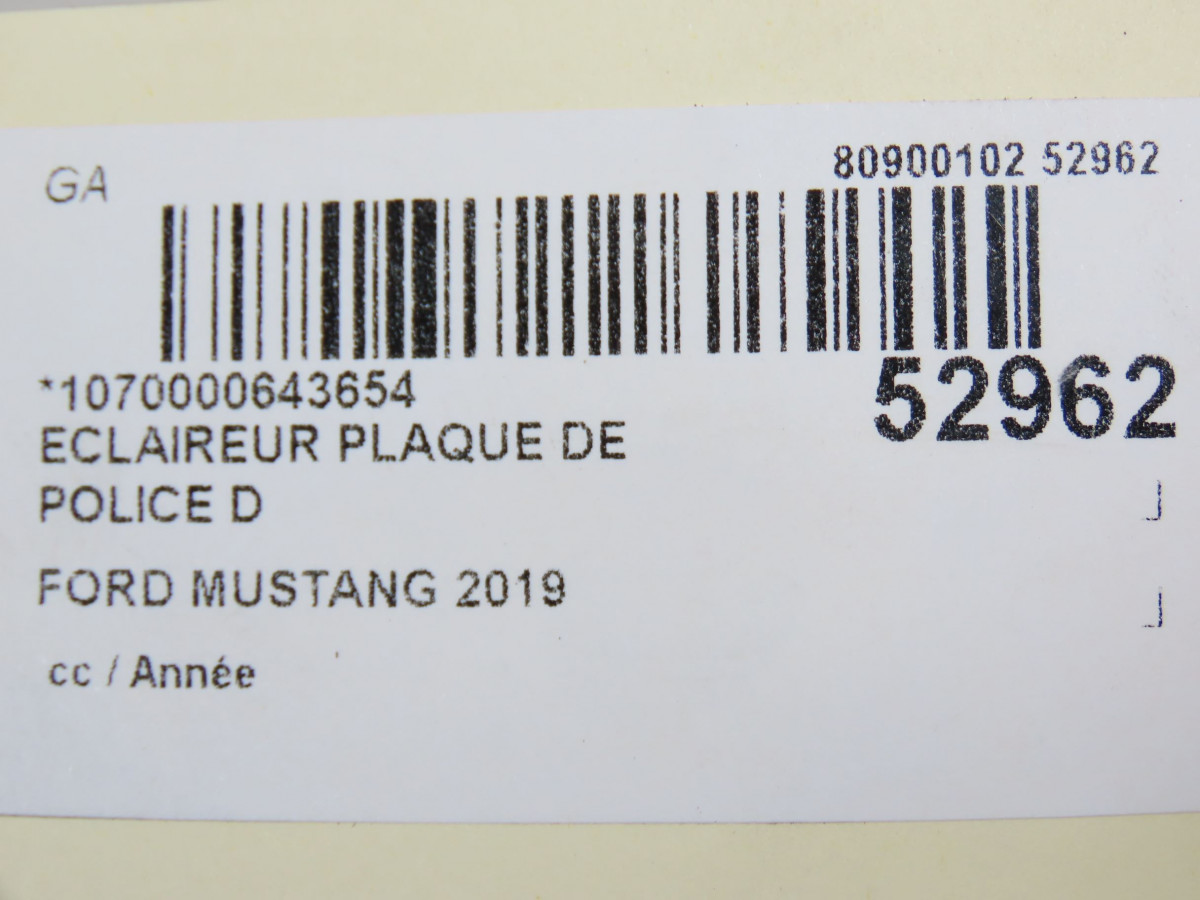 GA
80900102 52962
*1070000643654
52962
ECLAIREUR PLAQUE DE
POLICE D
FORD MUSTANG 2019
cc / Année